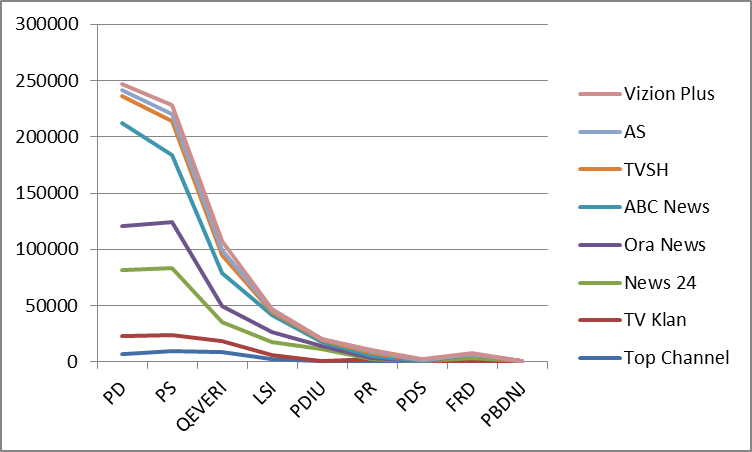 300000
250000
200000
150000
100000
50000
0
PD
PS
QEVERI
LSI
PDIU
PR
PDS
FRD
PBDNJ
Vizion Plus
AS
TVSH
ABC News
Ora News
News 24
TV Klan
Top Channel